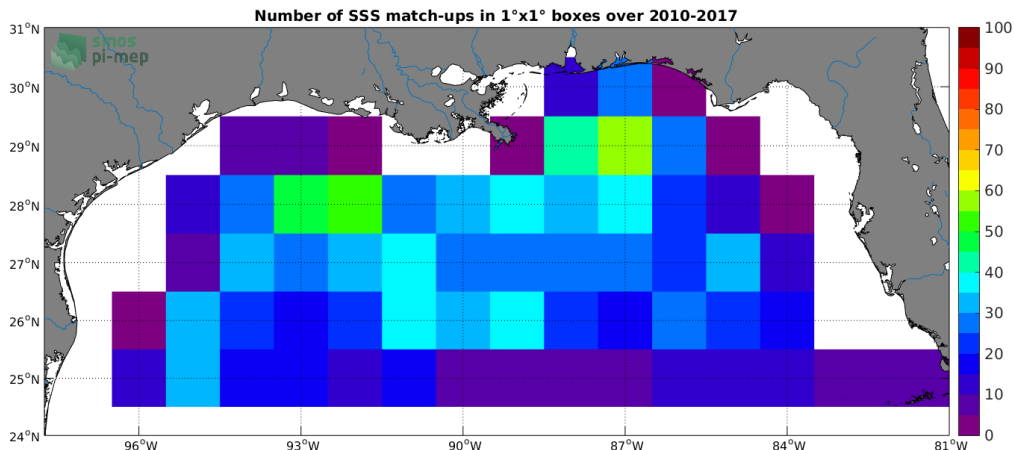 Number of SSS match-ups in 1°x1° boxes over 2010-2017
smos
pi-mep
31°N
30°N
29°N
28°N
27°N
26°N
25°N
24°N
96°W 93°W 90°W 87°W 84°W 81°W
100
90
80
70
60
50
40
30
20
10
0